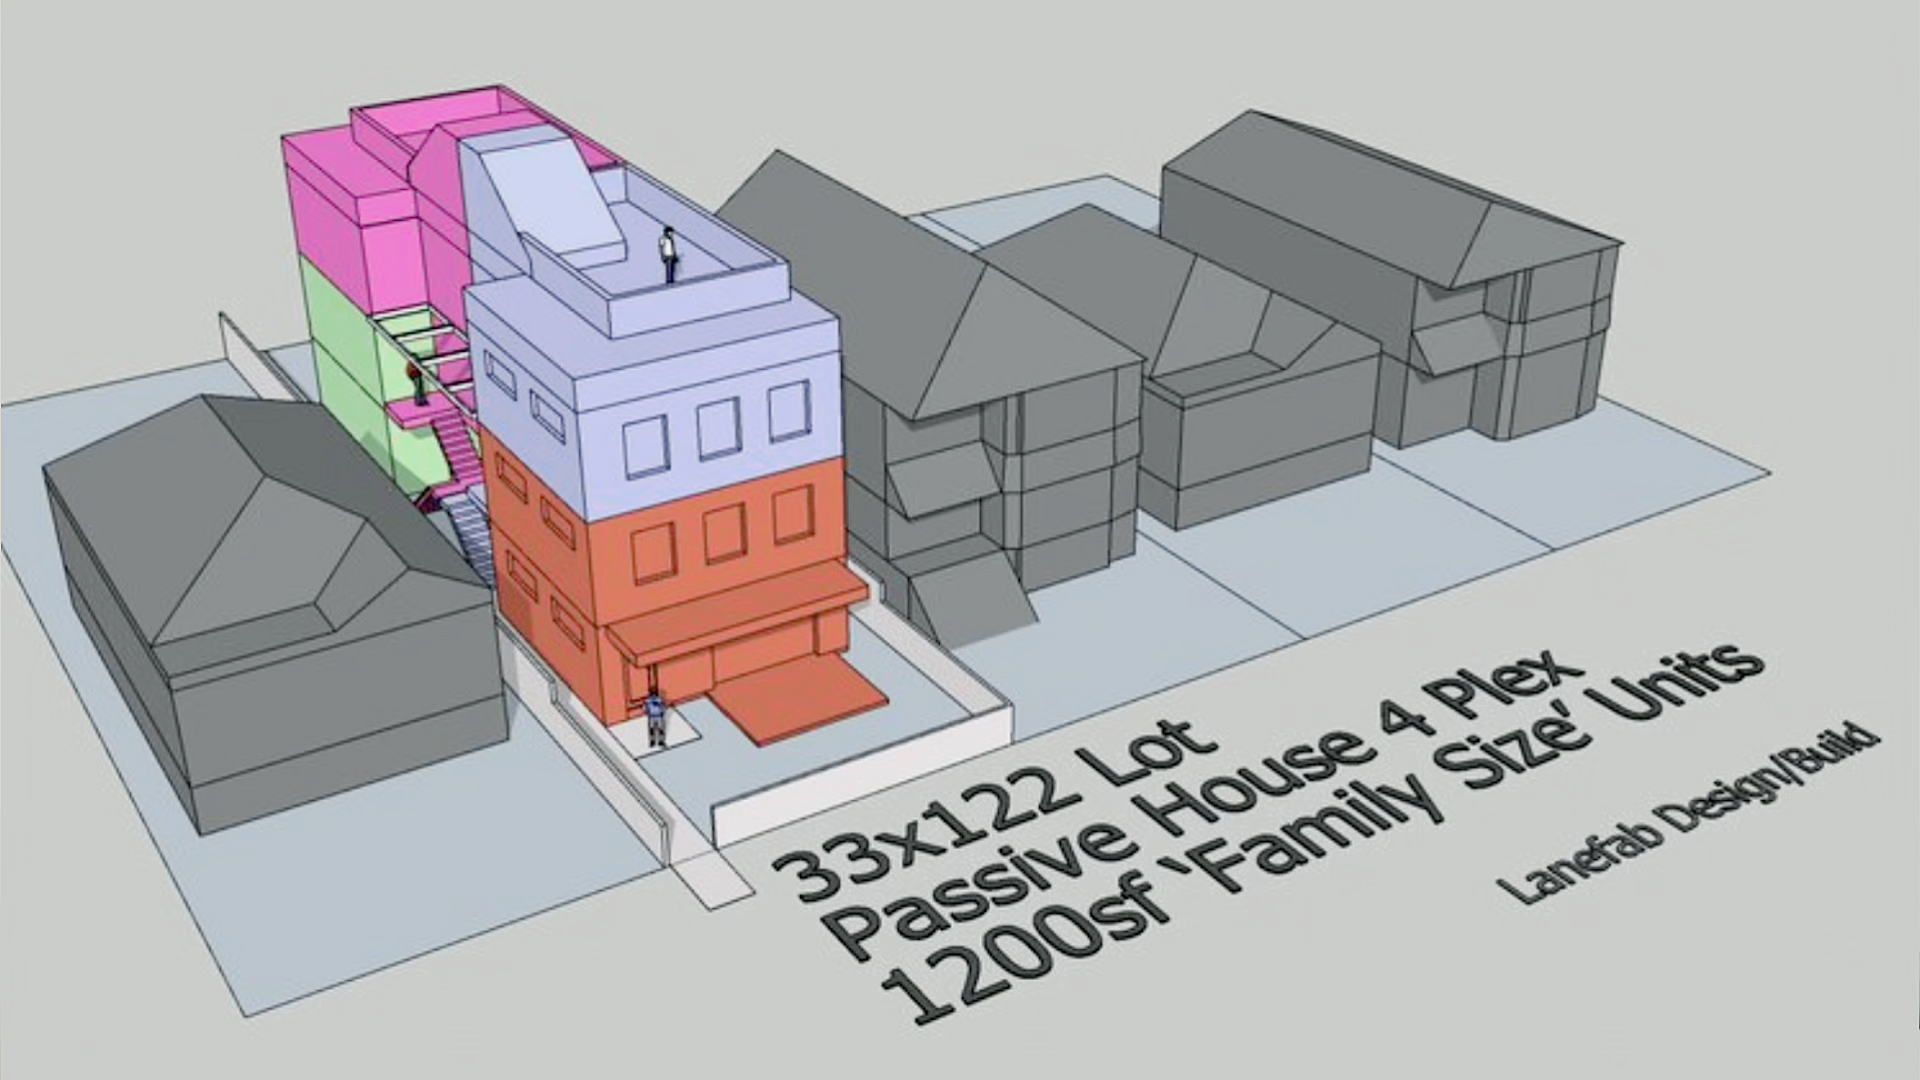 33x122 Lot
Passive House 4 Plex
1200sf 'Family Size' Units
Lanefab Design/Build